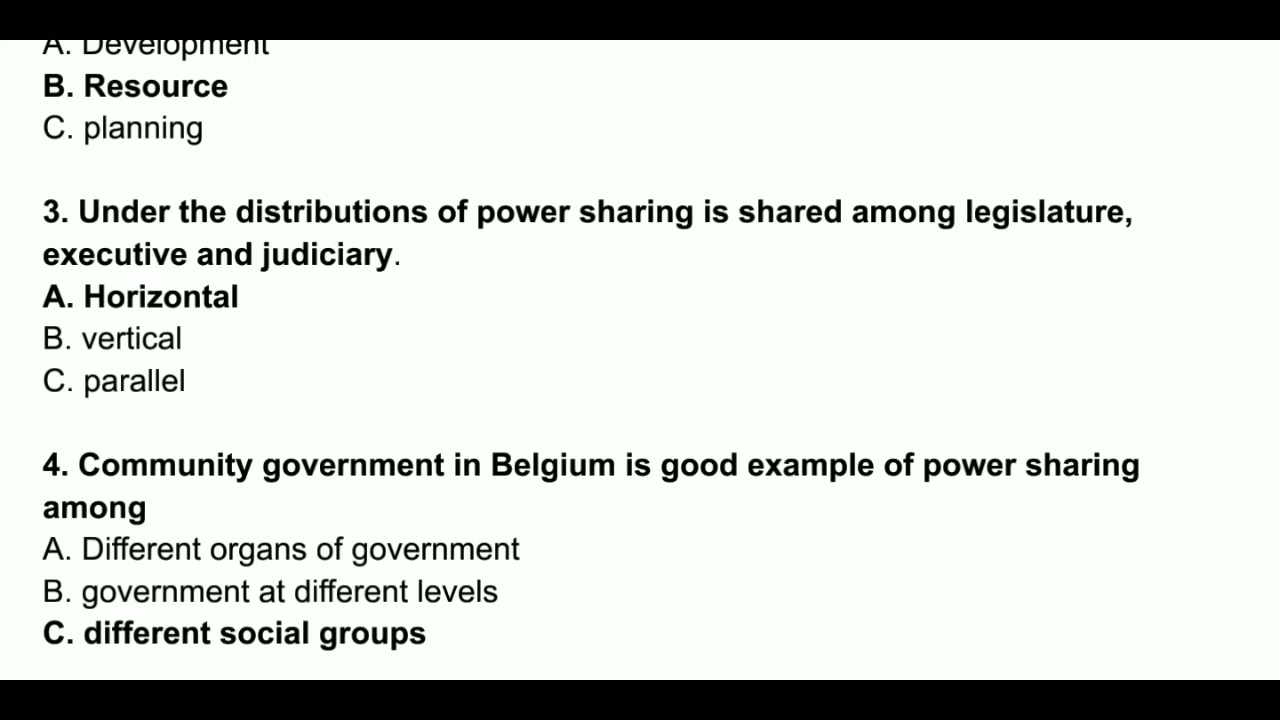 A. Development
B. Resource
C. planning
3. Under the distributions of power sharing is shared among legislature,
executive and judiciary.
A. Horizontal
B. vertical
C. parallel
4. Community government in Belgium is good example of power sharing
among
A. Different organs of government
B. government at different levels
C. different social groups